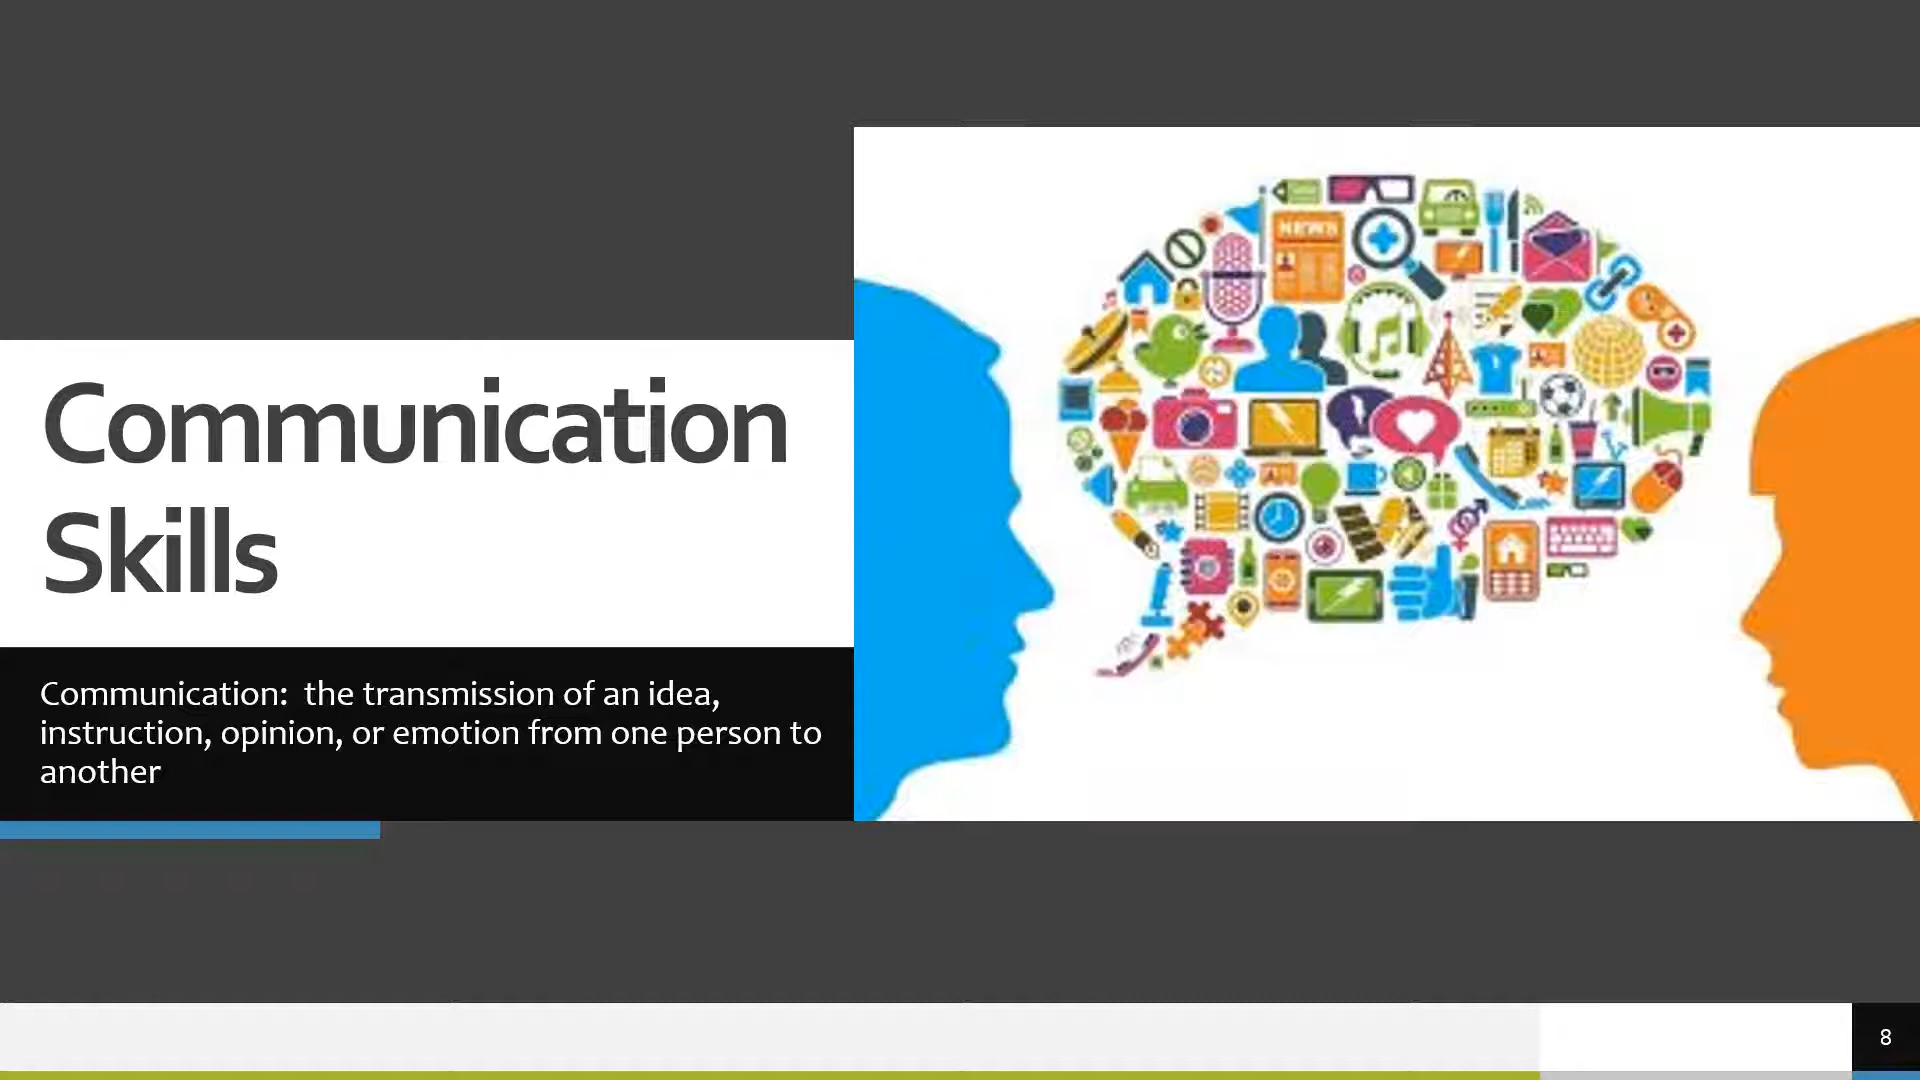 Communication
Skills
Communication:  the transmission of an idea,
instruction, opinion, or emotion from one person to
another
NEWS
8